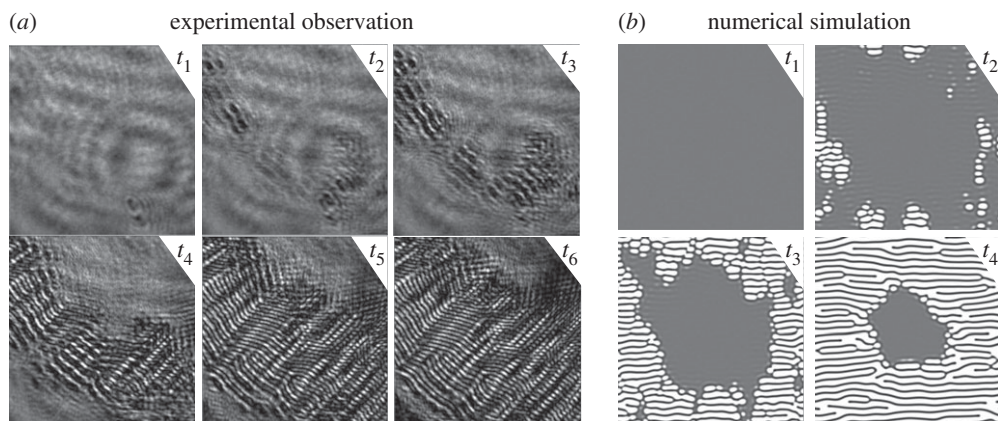 (a) experimental observation
(b) numerical simulation
t1 t2 t3
t4 t5 t6
t1 t2
t3 t4